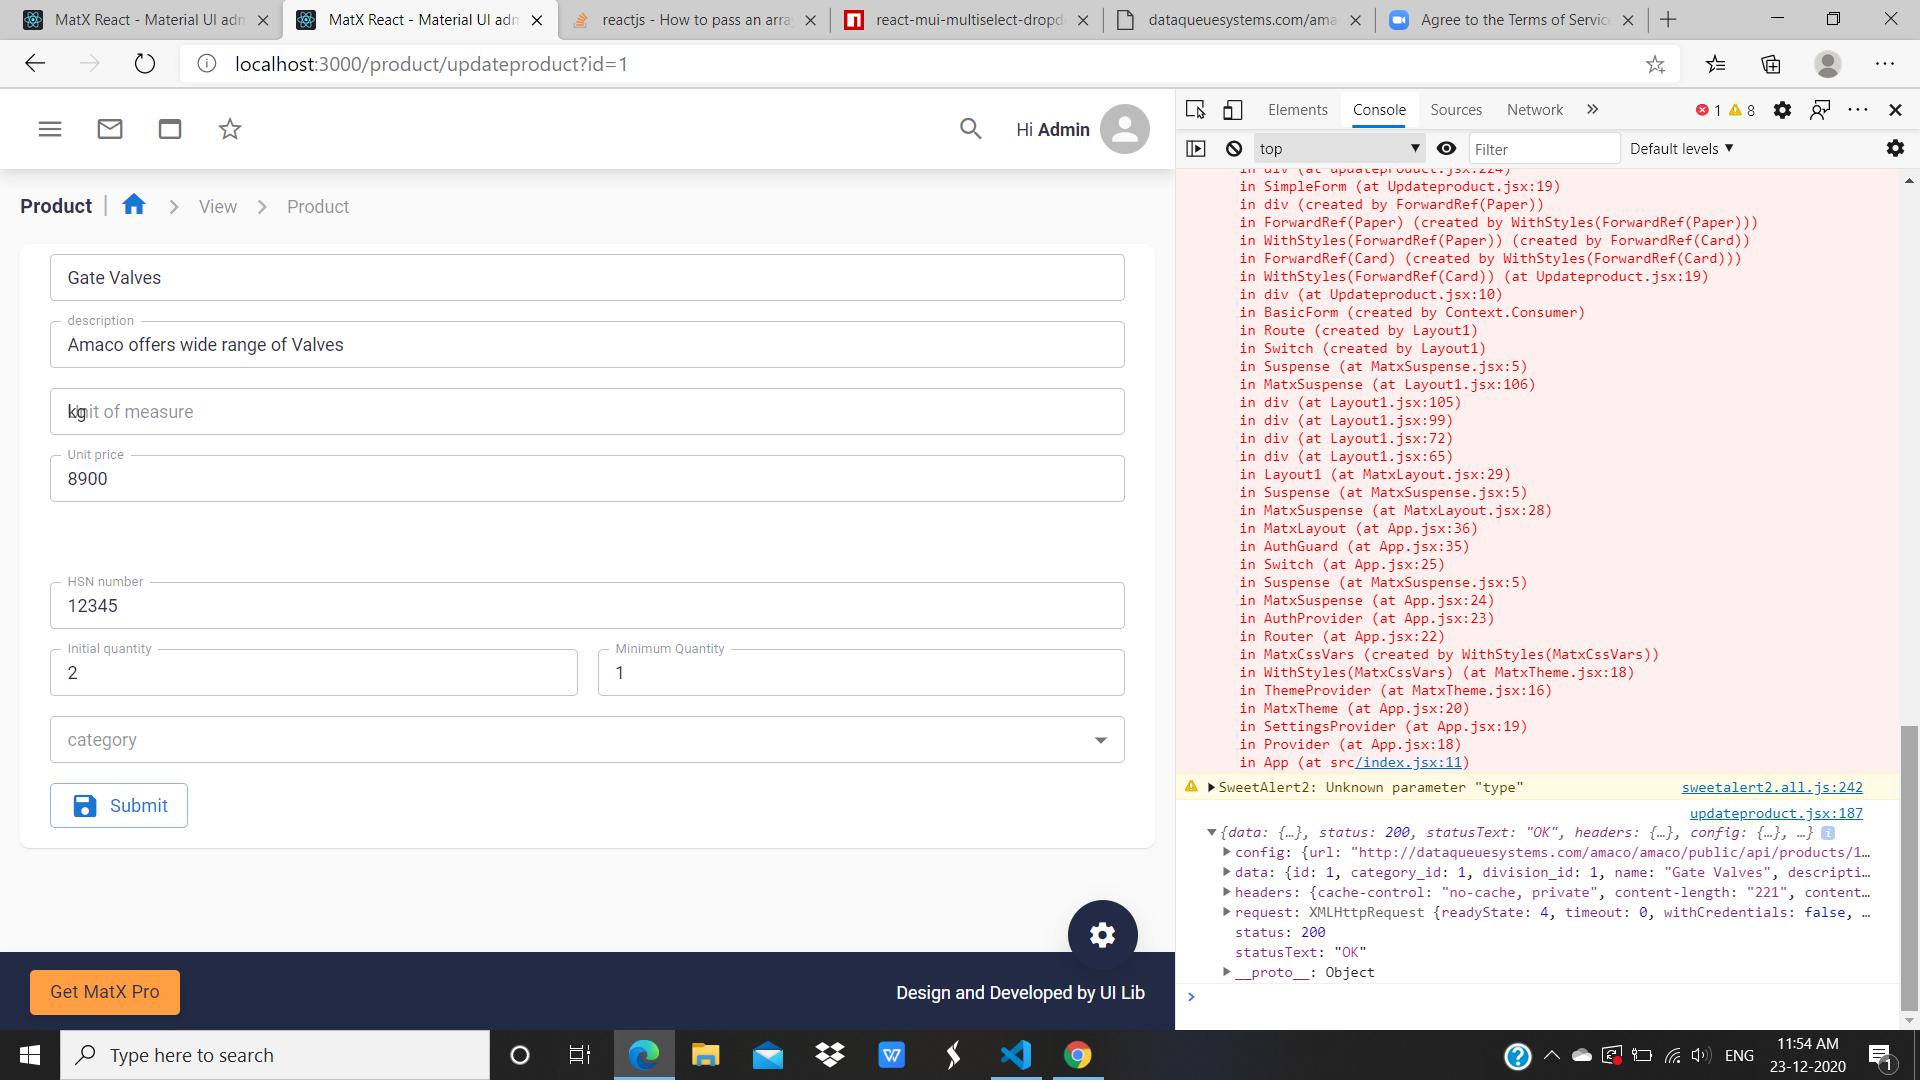 MatX React - Material UI adm
MatX React - Material UI adm
reactjs - How to pass an array
react-mui-multiselect-dropd
dataqueuesystems.com/ama
Agree to the Terms of Service
localhost:3000/product/updateproduct?id=1
Hi Admin
Product
View
Product
Gate Valves
description
Amaco offers wide range of Valves
kg
Unit of measure
Unit price
8900
HSN number
12345
Initial quantity
2
Minimum Quantity
1
category
Submit
Get MatX Pro
Design and Developed by UI Lib
Elements
Console
Sources
Network
1
8
top
Filter
Default levels
in div (at updateproduct.jsx:224)
in SimpleForm (at Updateproduct.jsx:19)
in div (created by ForwardRef(Paper))
in ForwardRef(Paper) (created by WithStyles(ForwardRef(Paper)))
in WithStyles(ForwardRef(Paper)) (created by ForwardRef(Card))
in ForwardRef(Card) (created by WithStyles(ForwardRef(Card)))
in WithStyles(ForwardRef(Card)) (at Updateproduct.jsx:19)
in div (at Updateproduct.jsx:10)
in BasicForm (created by Context.Consumer)
in Route (created by Layout1)
in Switch (created by Layout1)
in Suspense (at MatxSuspense.jsx:5)
in MatxSuspense (at Layout1.jsx:106)
in div (at Layout1.jsx:105)
in div (at Layout1.jsx:99)
in div (at Layout1.jsx:72)
in div (at Layout1.jsx:65)
in Layout1 (at MatxLayout.jsx:29)
in Suspense (at MatxSuspense.jsx:5)
in MatxSuspense (at MatxLayout.jsx:28)
in MatxLayout (at App.jsx:36)
in AuthGuard (at App.jsx:35)
in Switch (at App.jsx:25)
in Suspense (at MatxSuspense.jsx:5)
in MatxSuspense (at App.jsx:24)
in AuthProvider (at App.jsx:23)
in Router (at App.jsx:22)
in MatxCssVars (created by WithStyles(MatxCssVars))
in WithStyles(MatxCssVars) (at MatxTheme.jsx:18)
in ThemeProvider (at MatxTheme.jsx:16)
in MatxTheme (at App.jsx:20)
in SettingsProvider (at App.jsx:19)
in Provider (at App.jsx:18)
in App (at src/index.jsx:11)
SweetAlert2: Unknown parameter "type" sweetalert2.all.js:242
updateproduct.jsx:187
{data: {…}, status: 200, statusText: "OK", headers: {…}, config: {…}, …}
config: {url: "http://dataqueuesystems.com/amaco/amaco/public/api/products/1…
data: {id: 1, category_id: 1, division_id: 1, name: "Gate Valves", descripti…
headers: {cache-control: "no-cache, private", content-length: "221", content…
request: XMLHttpRequest {readyState: 4, timeout: 0, withCredentials: false, …
status: 200
statusText: "OK"
__proto__: Object
Type here to search
ENG
11:54 AM
23-12-2020
1